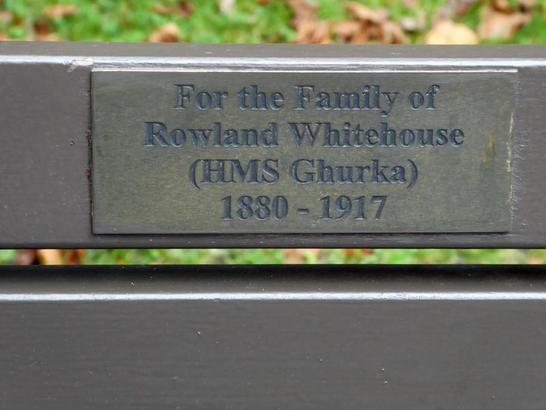 For the Family of
Rowland Whitehouse
(HMS Ghurka)
1880 - 1917